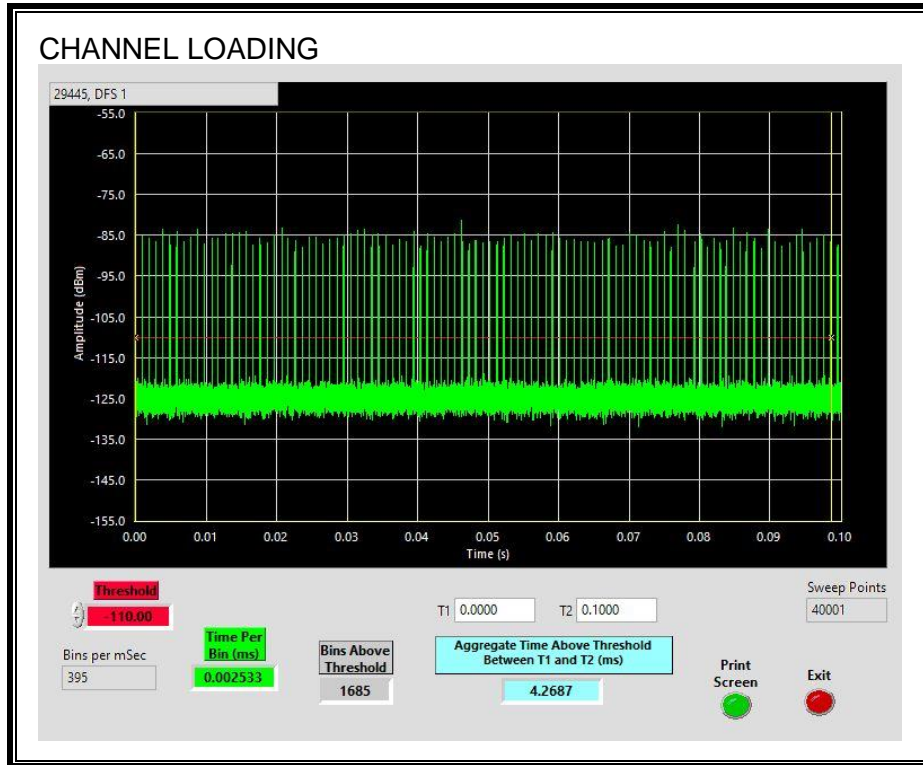 CHANNEL LOADING
29445, DFS 1
-55.0
-65.0
-75.0
-85.0
-95.0
-105.0
-115.0
-125.0
-135.0
-145.0
-155.0
Amplitude (dBm)
0.00 0.01 0.02 0.03 0.04 0.05 0.06 0.07 0.08 0.09 0.10
Time (s)
Threshold
-110.00
T1 0.0000 T2 0.1000
Sweep Points
40001
Bins per mSec
395
Time Per
Bin (ms)
0.002533
Bins Above
Threshold
1685
Aggregate Time Above Threshold
Between T1 and T2 (ms)
4.2687
Print
Screen
Exit